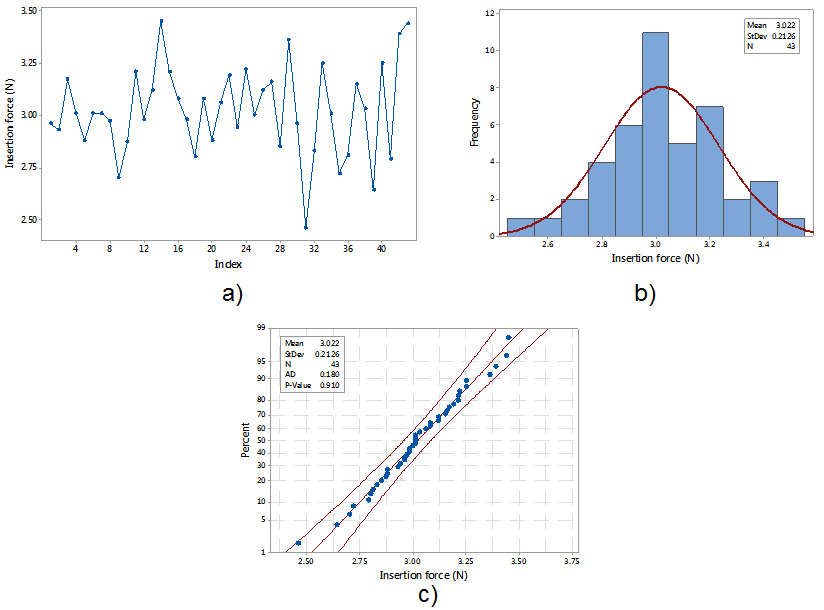 3.50
3.25
3.00
2.75
2.50
Insertion force (N)
4 8 12 16 20 24 28 32 36 40
Index
a)
12
10
8
6
4
2
0
Frequency
Mean 3.022
StDev 0.2126
N 43
2.6 2.8 3.0 3.2 3.4
Insertion force (N)
b)
99
95
90
80
70
60
50
40
30
20
10
5
1
Percent
Mean 3.022
StDev 0.2126
N 43
AD 0.180
P-Value 0.910
2.50 2.75 3.00 3.25 3.50 3.75
Insertion force (N)
c)